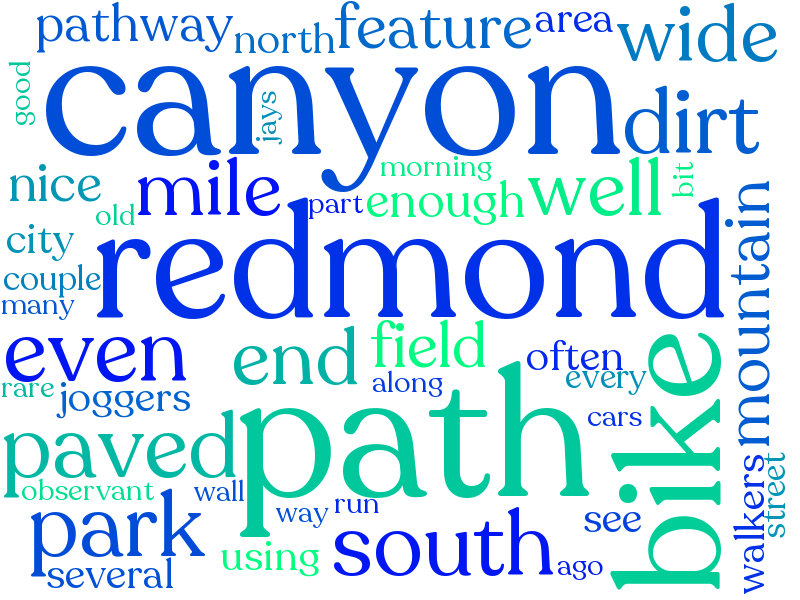 pathway
north
feature
area
wide
good
canyon
jays
dirt
nice
mile
morning
part
enough
well
bit
old
city
couple
many
redmond
mountain
even
end
field
often
every
along
rare
joggers
cars
bike
paved
path
observant
wall
way
run
see
walkers
street
park
several
using
south
ago